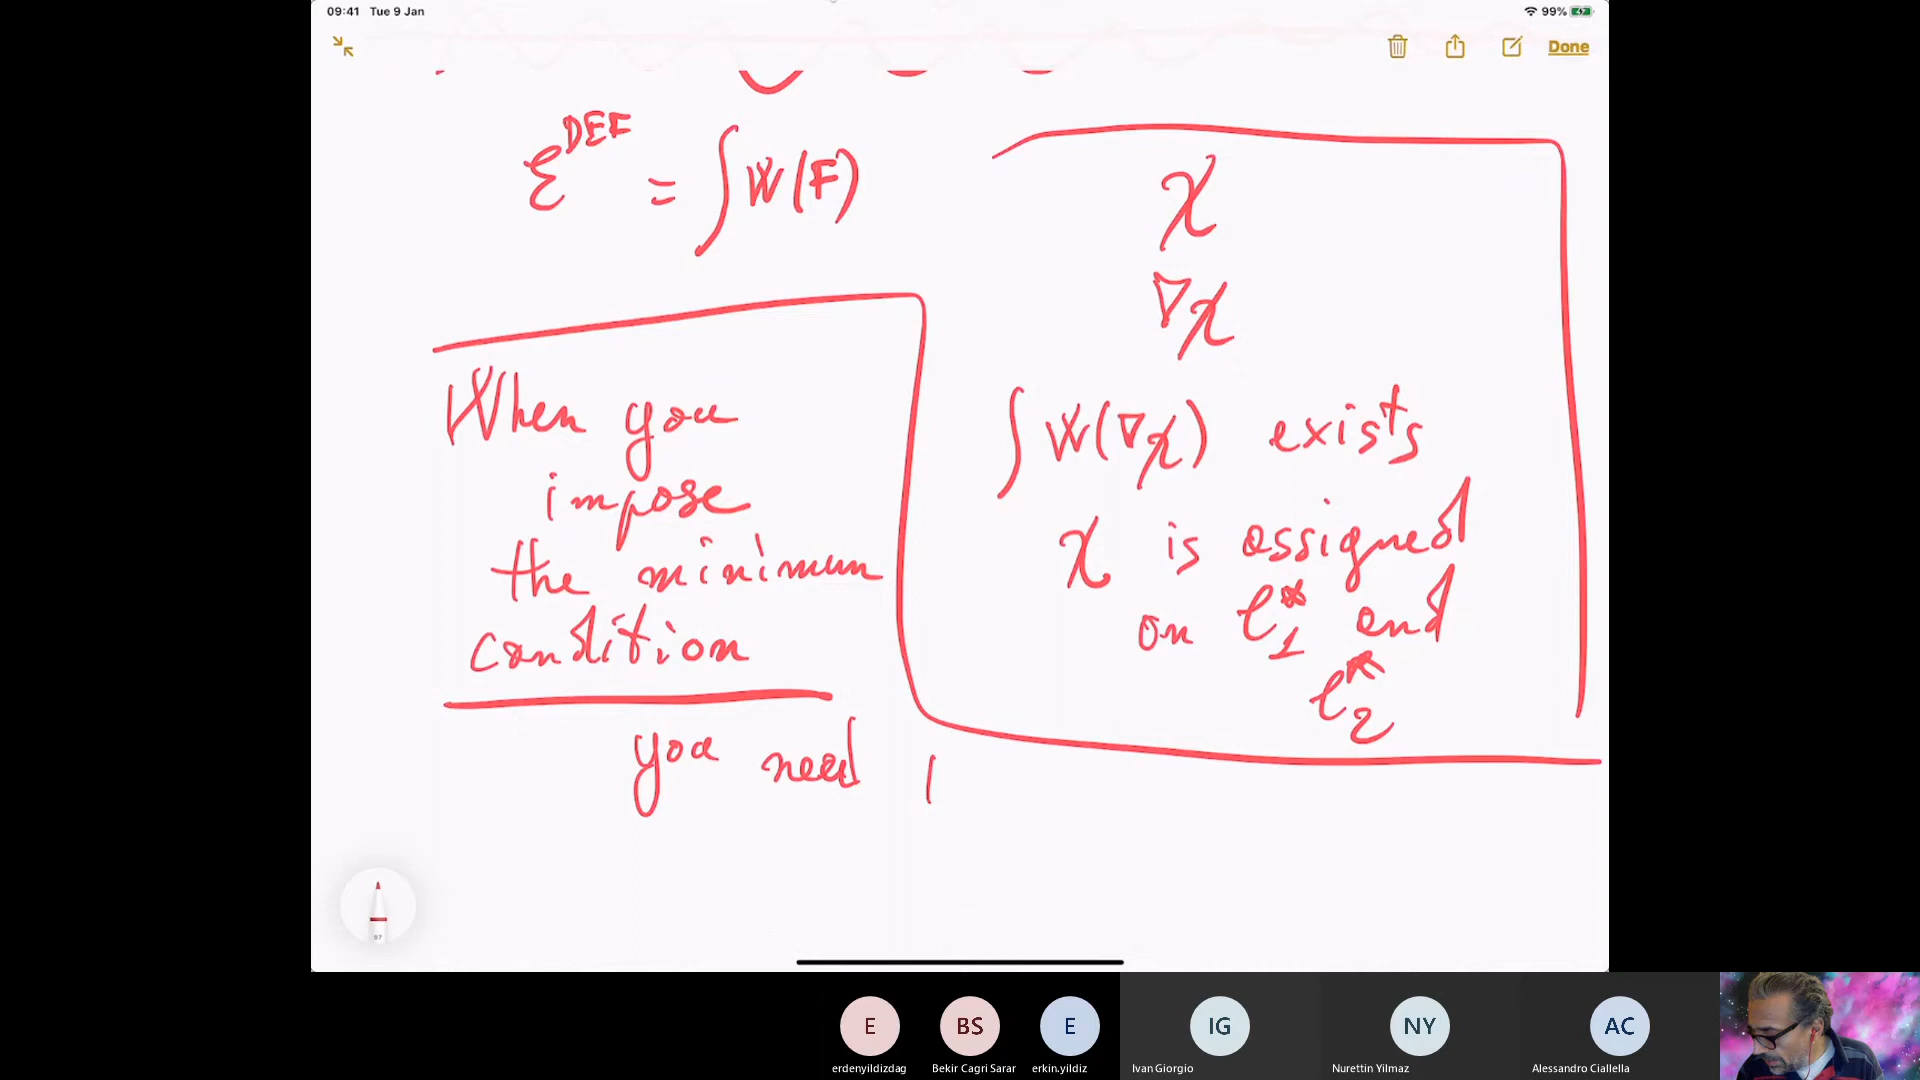 09:41 Tue 9 Jan
99%
Done
ℰ^DEF = ∫W(F)
χ
∇χ
∫W(∇χ) exists
χ is assigned
on ℓ₁* and
ℓ₂*
When you
impose
the minimum
condition
you need
97
E
BS
E
IG
NY
AC
erdenyildizdag
Bekir Cagri Sarar
erkin.yildiz
Ivan Giorgio
Nurettin Yilmaz
Alessandro Ciallella